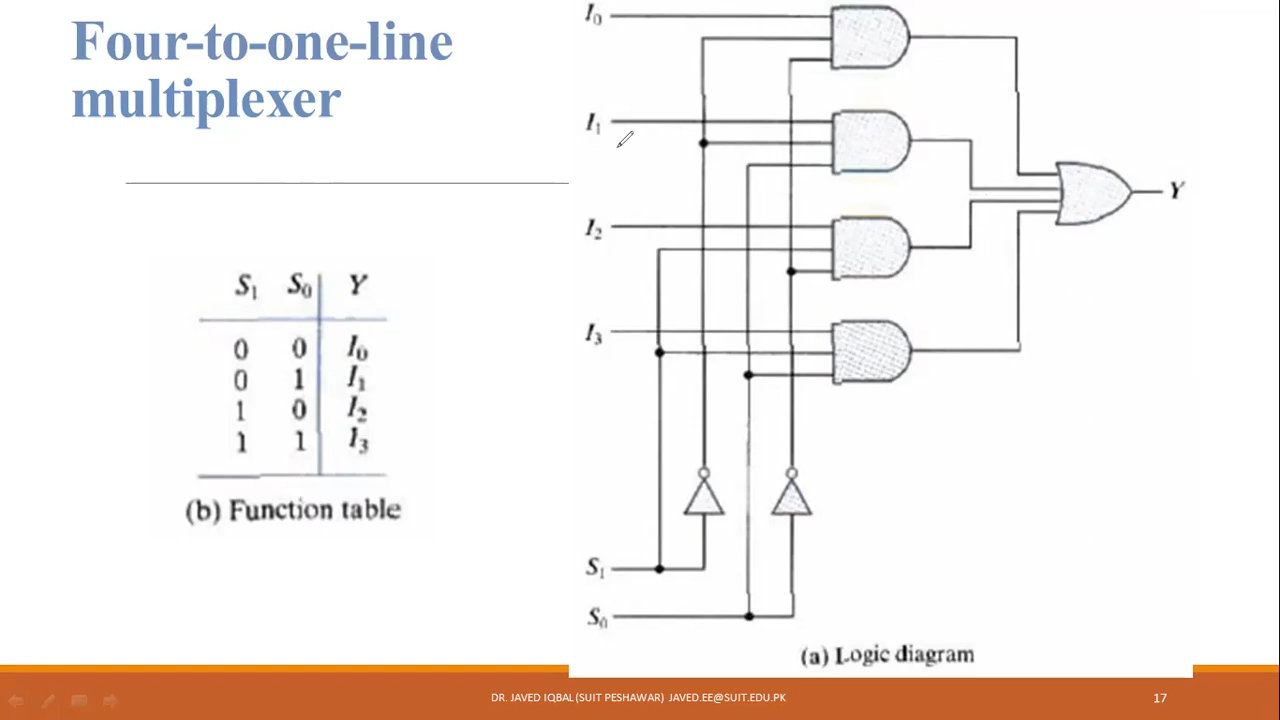 Four-to-one-line
multiplexer
S₁ S₀ Y
0 0 I₀
0 1 I₁
1 0 I₂
1 1 I₃
(b) Function table
I₀
I₁
I₂
I₃
Y
S₁
S₀
(a) Logic diagram
DR. JAVED IQBAL (SUIT PESHAWAR) JAVED.EE@SUIT.EDU.PK
17